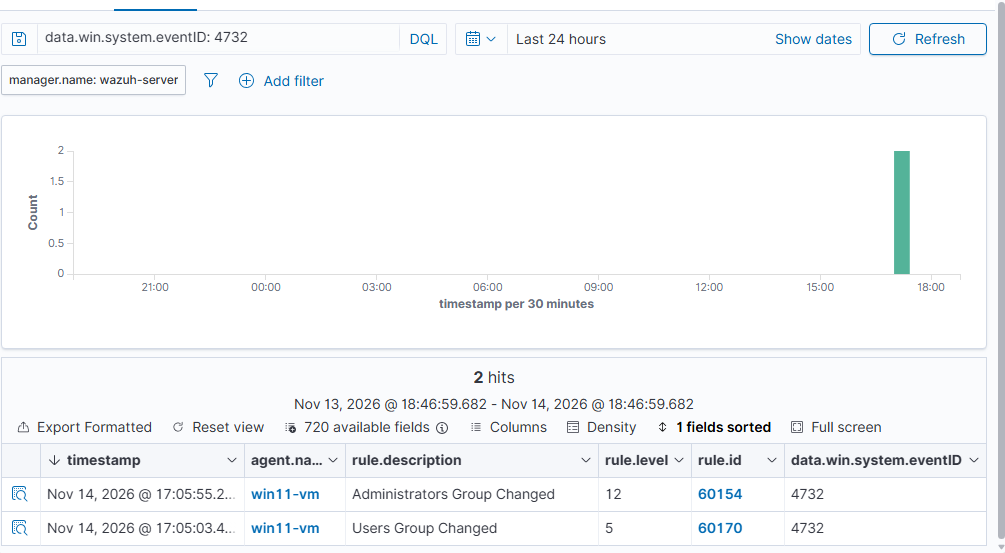 data.win.system.eventID: 4732 DQL Last 24 hours Show dates Refresh
manager.name: wazuh-server Add filter
Count
2
1.5
1
0.5
0
21:00 00:00 03:00 06:00 09:00 12:00 15:00 18:00
timestamp per 30 minutes
2 hits
Nov 13, 2026 @ 18:46:59.682 - Nov 14, 2026 @ 18:46:59.682
Export Formatted Reset view 720 available fields Columns Density 1 fields sorted Full screen
timestamp agent.na... rule.description rule.level rule.id data.win.system.eventID
Nov 14, 2026 @ 17:05:55.2... win11-vm Administrators Group Changed 12 60154 4732
Nov 14, 2026 @ 17:05:03.4... win11-vm Users Group Changed 5 60170 4732